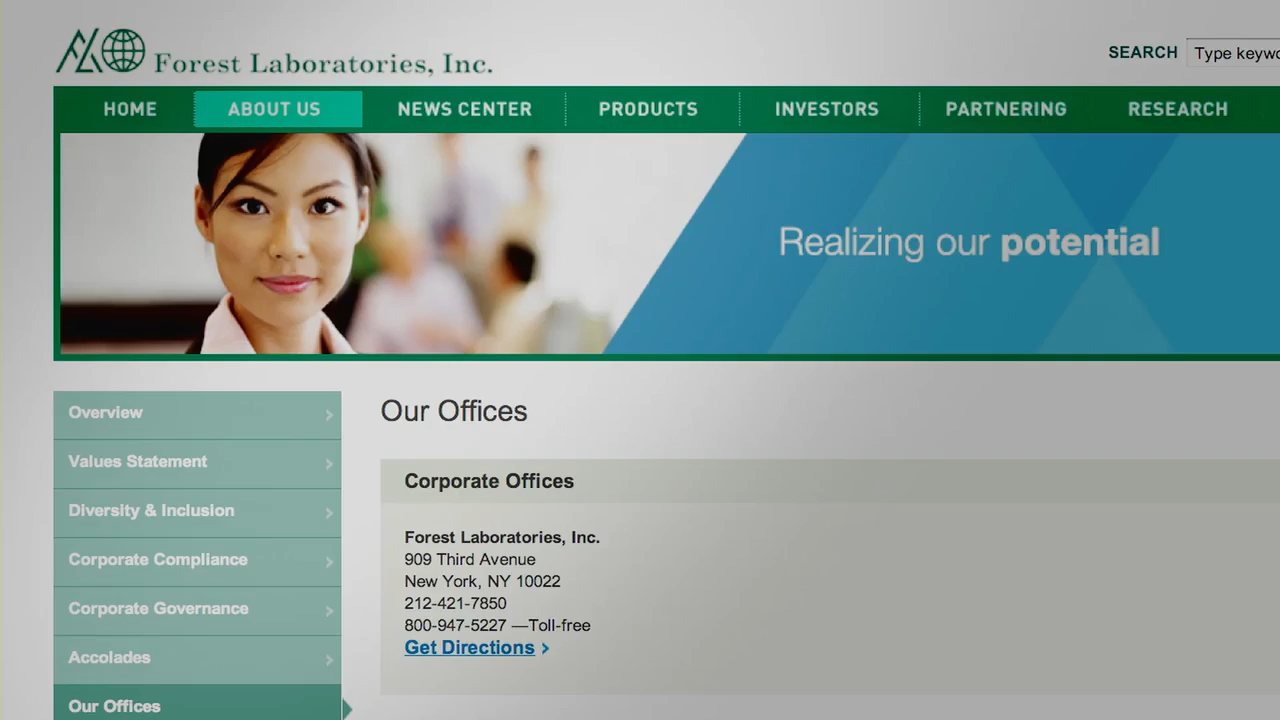 Forest Laboratories, Inc.
SEARCH
Type keywo
HOME
ABOUT US
NEWS CENTER
PRODUCTS
INVESTORS
PARTNERING
RESEARCH
Realizing our potential
Overview
Values Statement
Diversity & Inclusion
Corporate Compliance
Corporate Governance
Accolades
Our Offices
Our Offices
Corporate Offices
Forest Laboratories, Inc.
909 Third Avenue
New York, NY 10022
212-421-7850
800-947-5227 —Toll-free
Get Directions ›